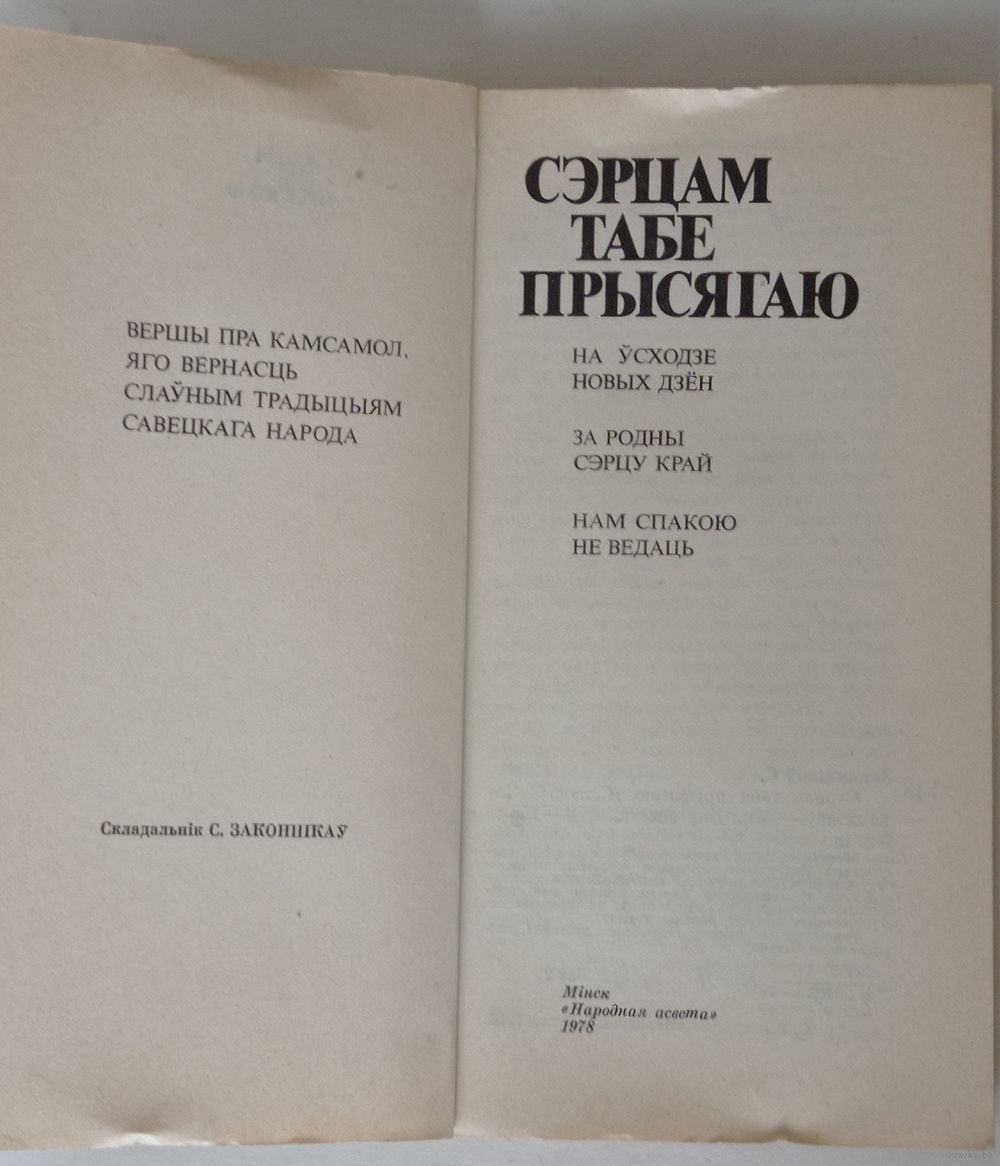 ВЕРШЫ ПРА КАМСАМОЛ,
ЯГО ВЕРНАСЦЬ
СЛАЎНЫМ ТРАДЫЦЫЯМ
САВЕЦКАГА НАРОДА
Складальнік С. ЗАКОННІКАЎ
СЭРЦАМ
ТАБЕ
ПРЫСЯГАЮ
НА ЎСХОДЗЕ
НОВЫХ ДЗЁН
ЗА РОДНЫ
СЭРЦУ КРАЙ
НАМ СПАКОЮ
НЕ ВЕДАЦЬ
Мінск
«Народная асвета»
1978